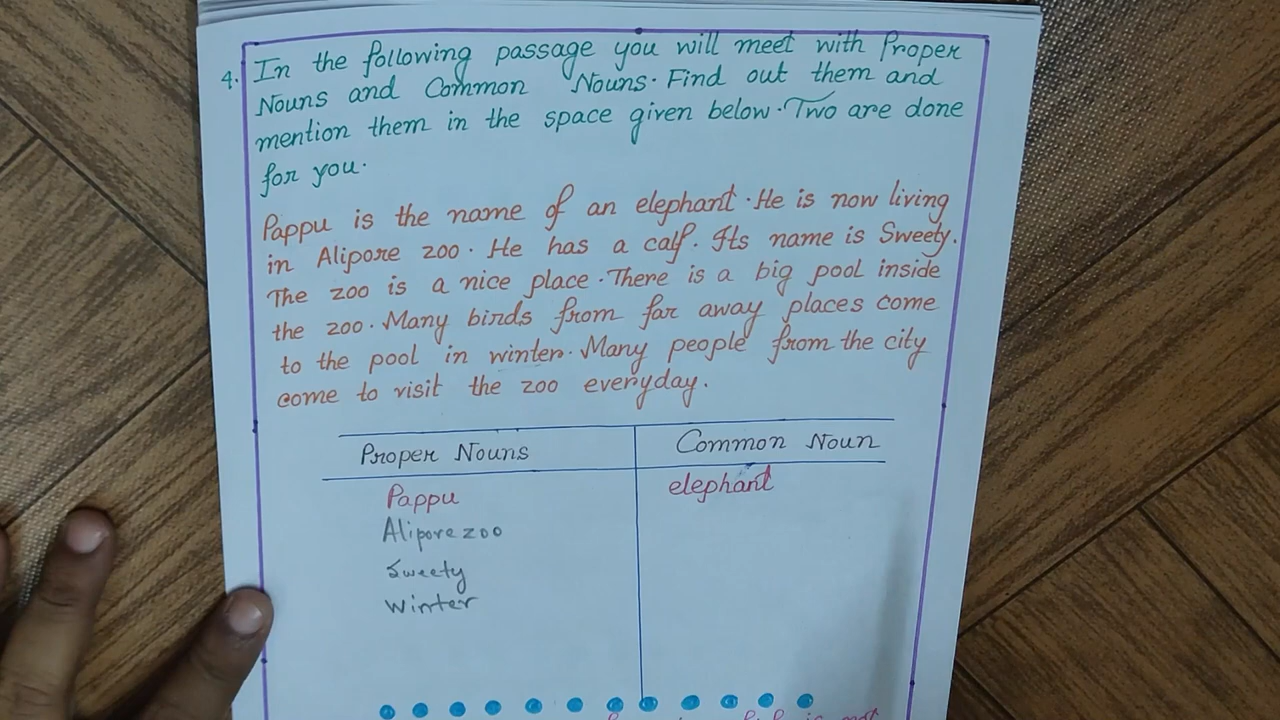 4. In the following passage you will meet with Proper
Nouns and Common Nouns. Find out them and
mention them in the space given below. Two are done
for you.
Pappu is the name of an elephant. He is now living
in Alipore zoo. He has a calf. Its name is Sweety.
The zoo is a nice place. There is a big pool inside
the zoo. Many birds from far away places come
to the pool in winter. Many people from the city
come to visit the zoo everyday.
Proper Nouns Common Noun
Pappu elephant
Alipore zoo
Sweety
Winter